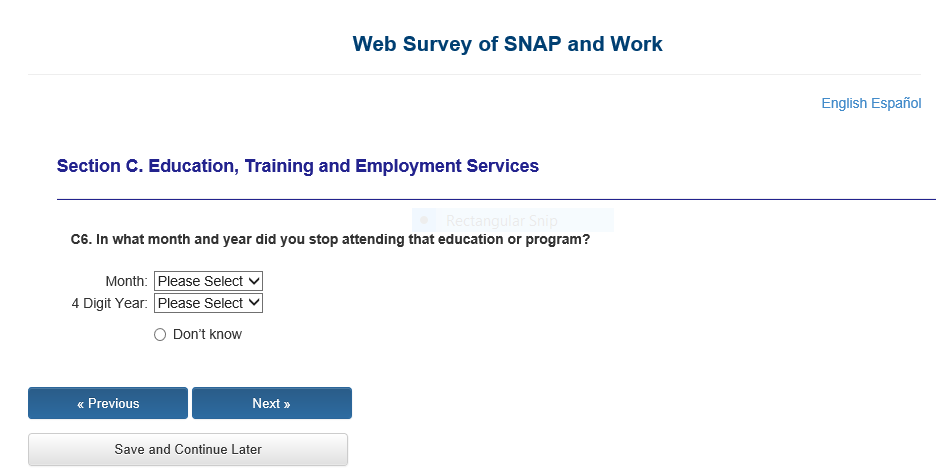 Web Survey of SNAP and Work
English Español
Section C. Education, Training and Employment Services
Rectangular Snip
C6. In what month and year did you stop attending that education or program?
Month: Please Select
4 Digit Year: Please Select
Don't know
« Previous Next »
Save and Continue Later